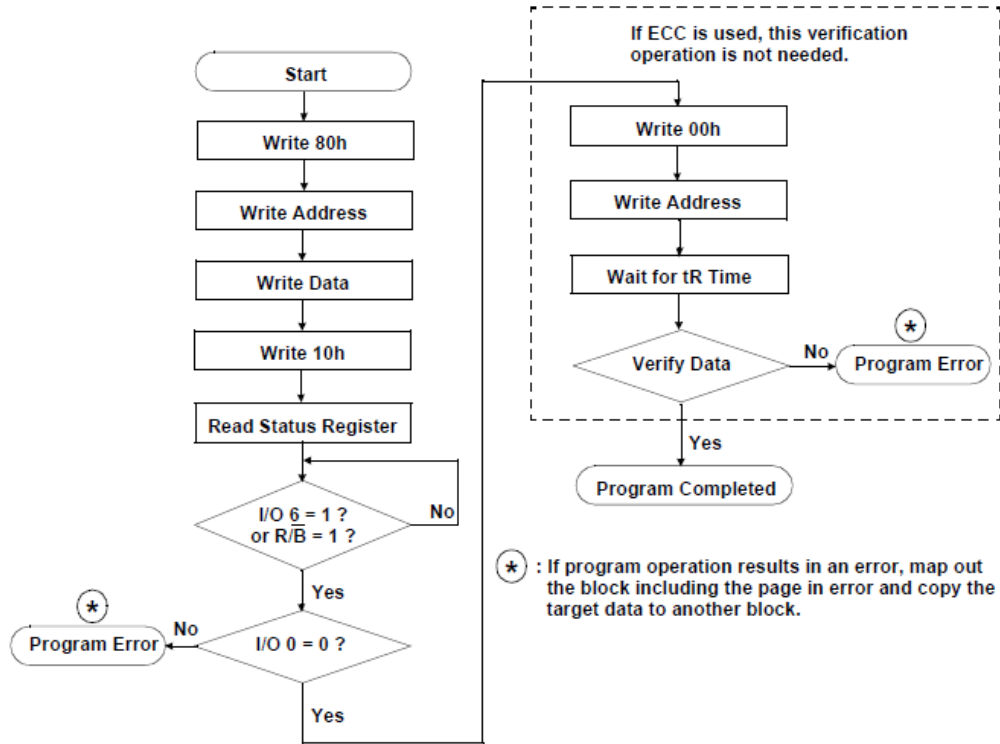 Start
Write 80h
Write Address
Write Data
Write 10h
Read Status Register
I/O 6 = 1 ?
or R/B̅ = 1 ?
No
Yes
I/O 0 = 0 ?
No
*
Program Error
Yes
If ECC is used, this verification
operation is not needed.
Write 00h
Write Address
Wait for tR Time
Verify Data
No
*
Program Error
Yes
Program Completed
* : If program operation results in an error, map out
the block including the page in error and copy the
target data to another block.